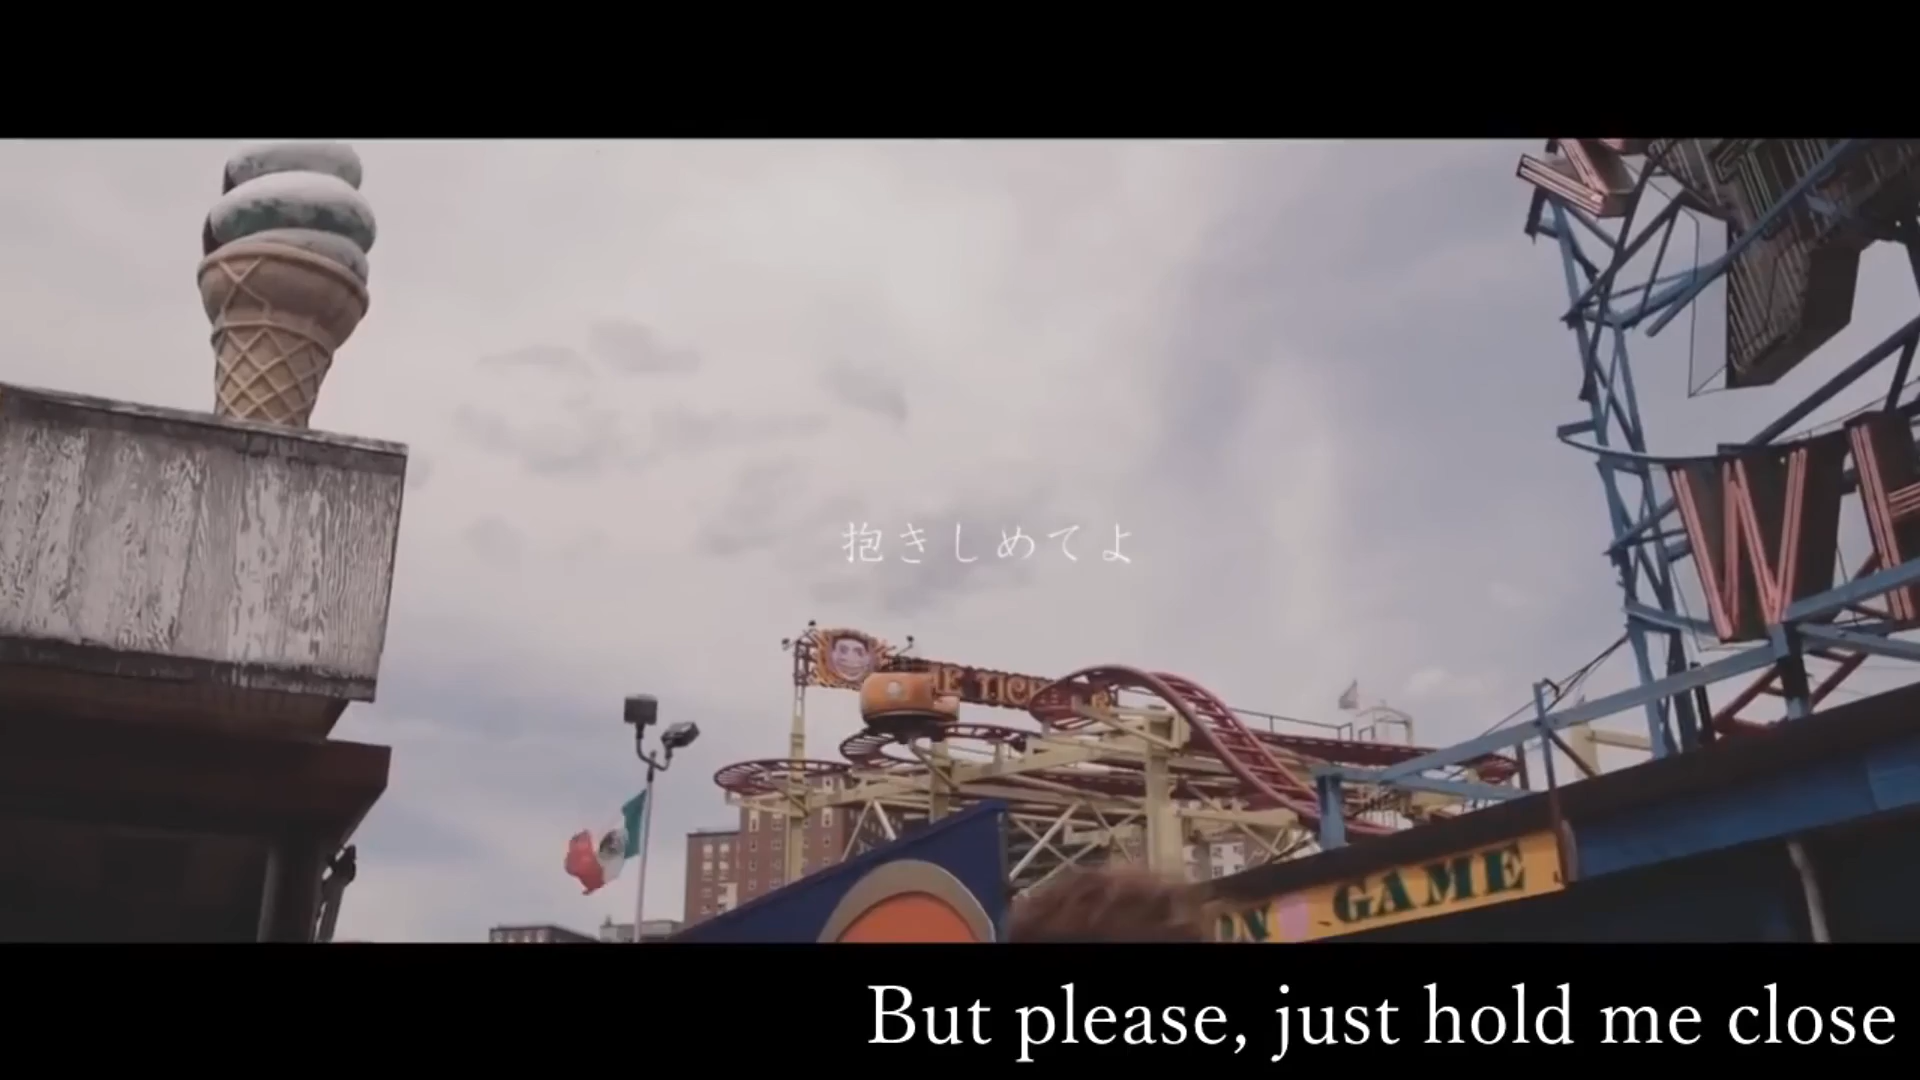 抱きしめてよ
GAME
But please, just hold me close